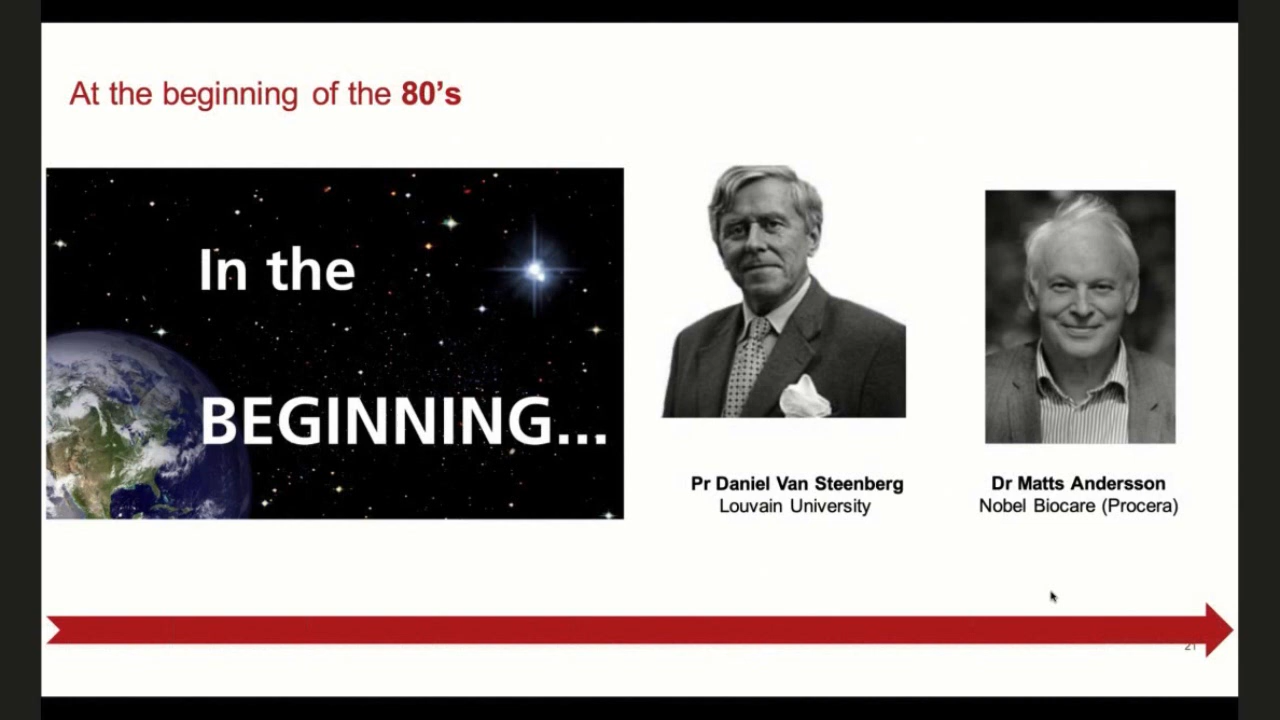 At the beginning of the 80's
In the
BEGINNING...
Pr Daniel Van Steenberg
Louvain University
Dr Matts Andersson
Nobel Biocare (Procera)
21